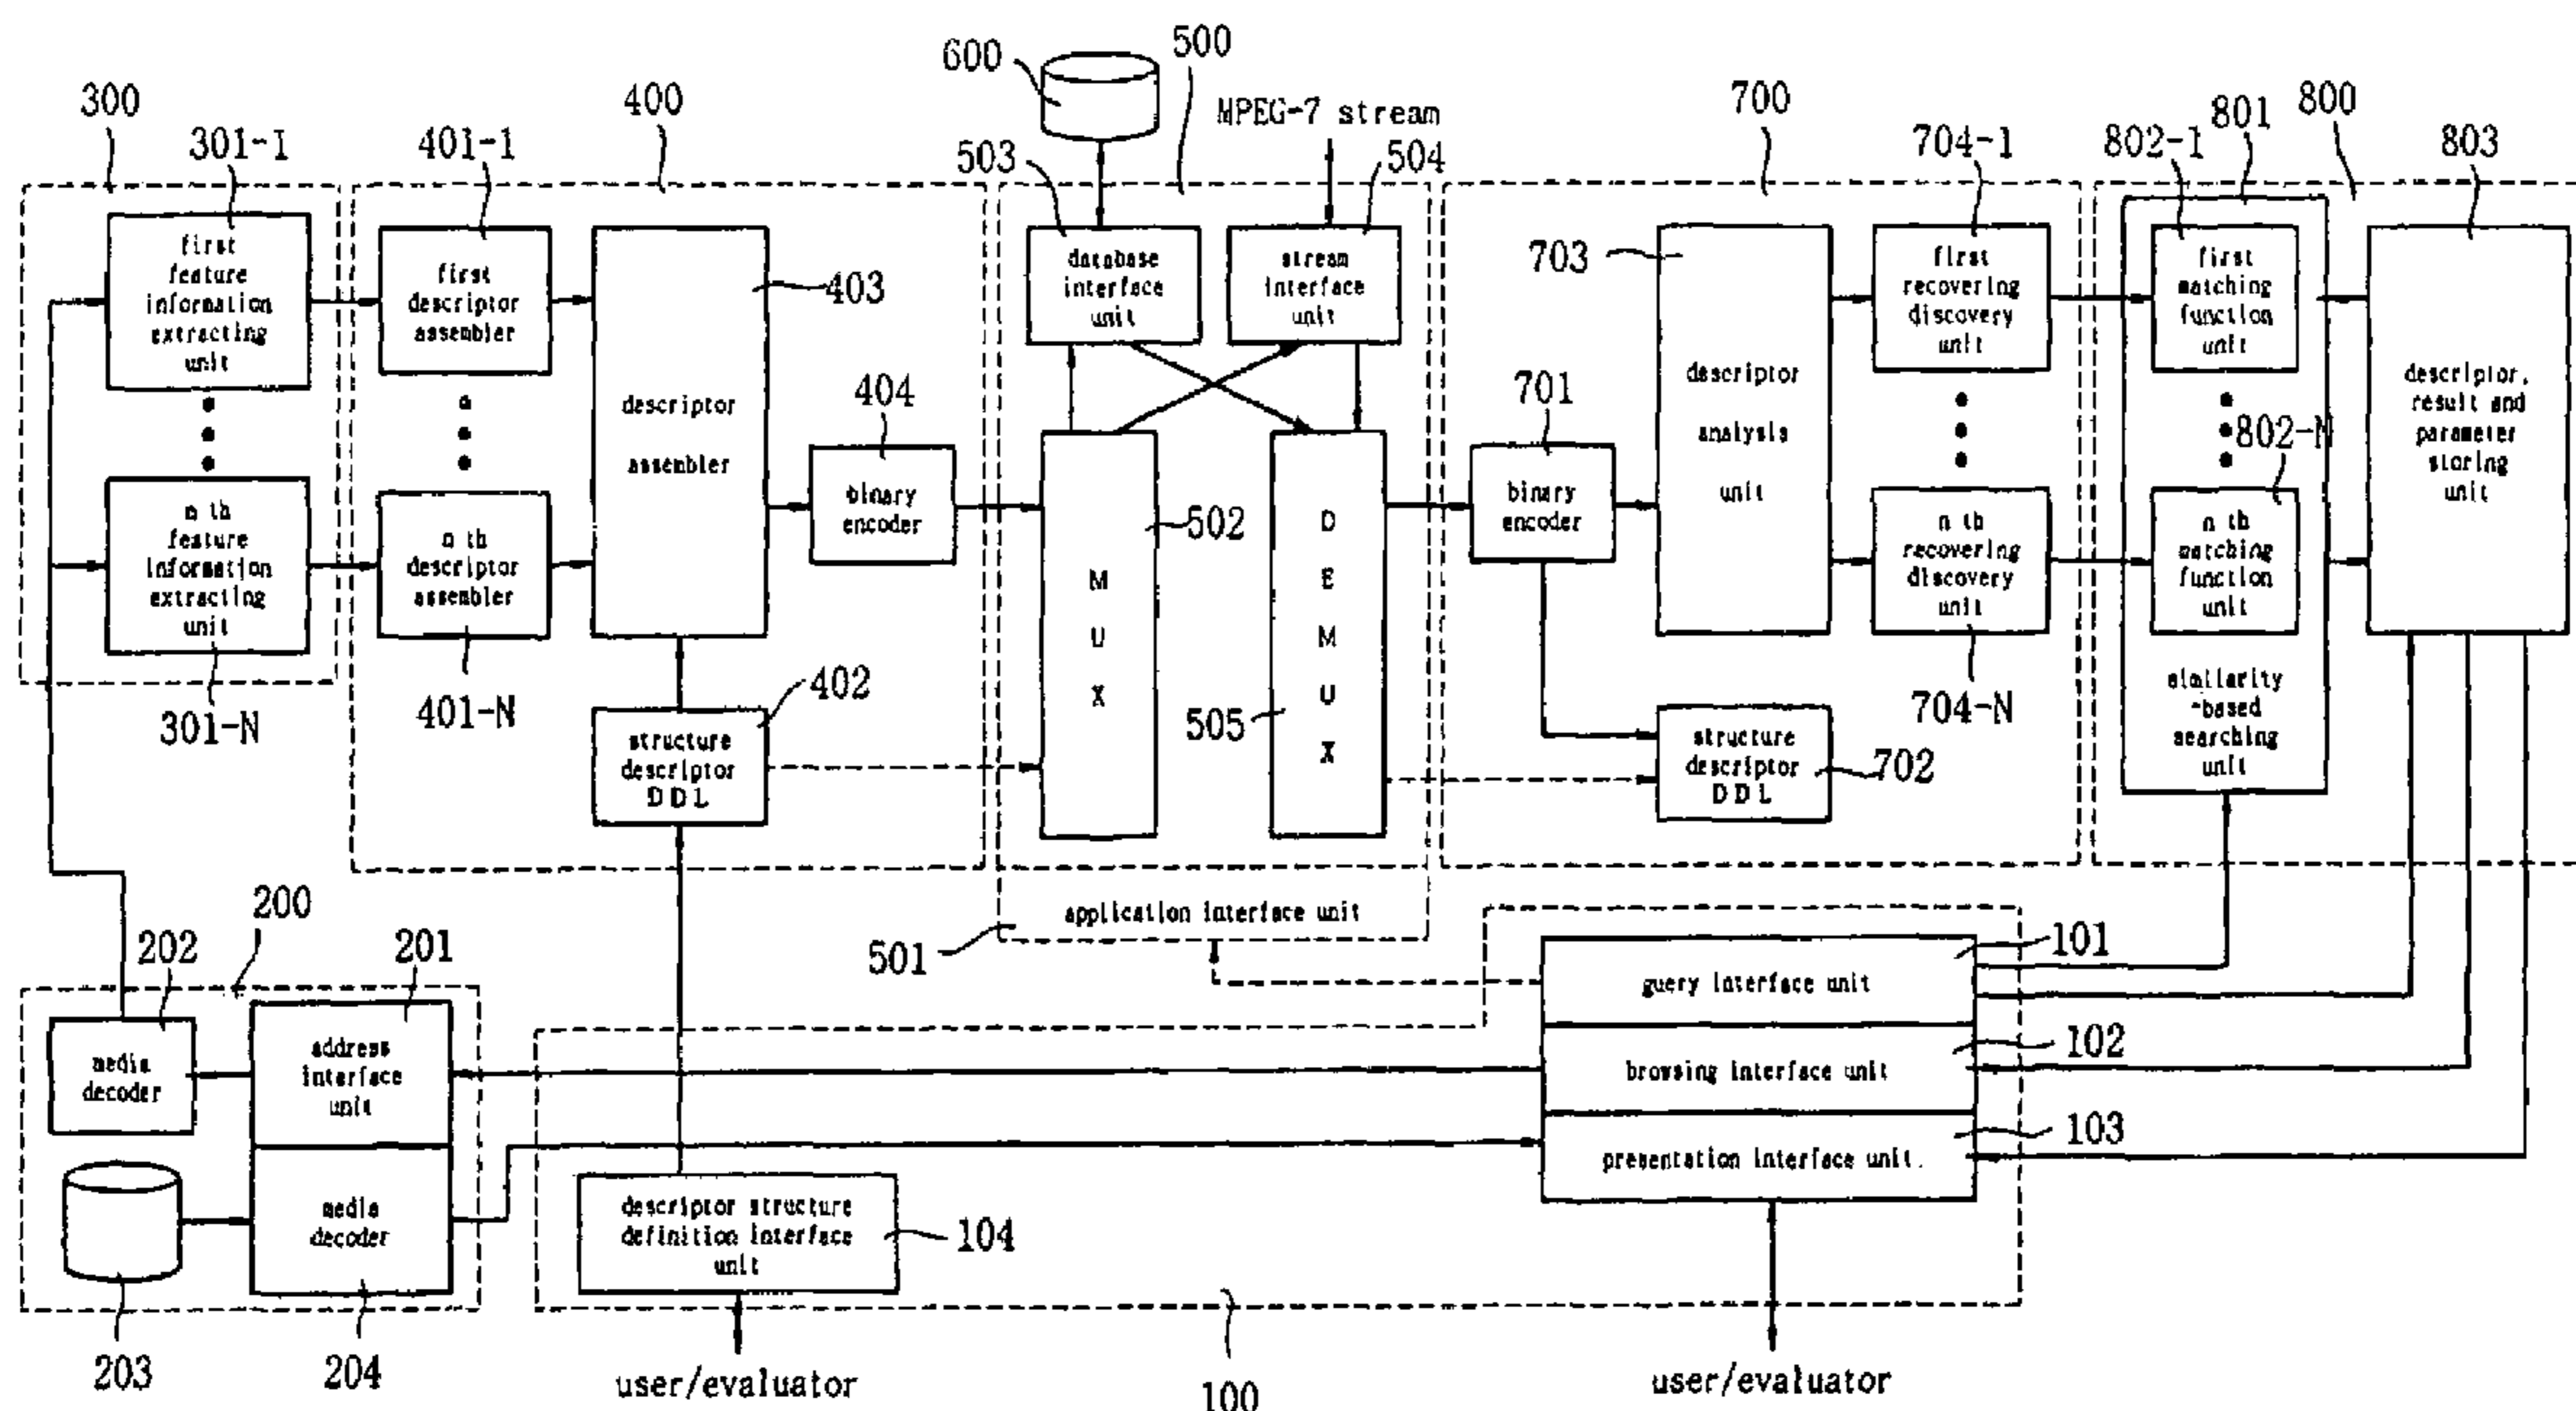 600
500
MPEG-7 stream
300
400
700
801
800
301-1
401-1
503
504
704-1
802-1
803
first
feature
information
extracting
unit
first
descriptor
assembler
403
descriptor
assembler
database
interface
unit
stream
interface
unit
703
descriptor
analysis
unit
first
recovering
discovery
unit
first
matching
function
unit
descriptor,
result and
parameter
storing
unit
404
binary
encoder
701
binary
encoder
802-N
n th
feature
information
extracting
unit
n th
descriptor
assembler
502
M
U
X
D
E
M
U
X
505
n th
recovering
discovery
unit
n th
matching
function
unit
301-N
401-N
402
structure
descriptor
DDL
structure
descriptor
DDL
702
704-N
similarity
-based
searching
unit
application interface unit
501
200
202
201
media
decoder
address
interface
unit
media
decoder
203
204
descriptor structure
definition interface
unit
104
guery interface unit
101
browsing interface unit
102
presentation interface unit.
103
user/evaluator
100
user/evaluator